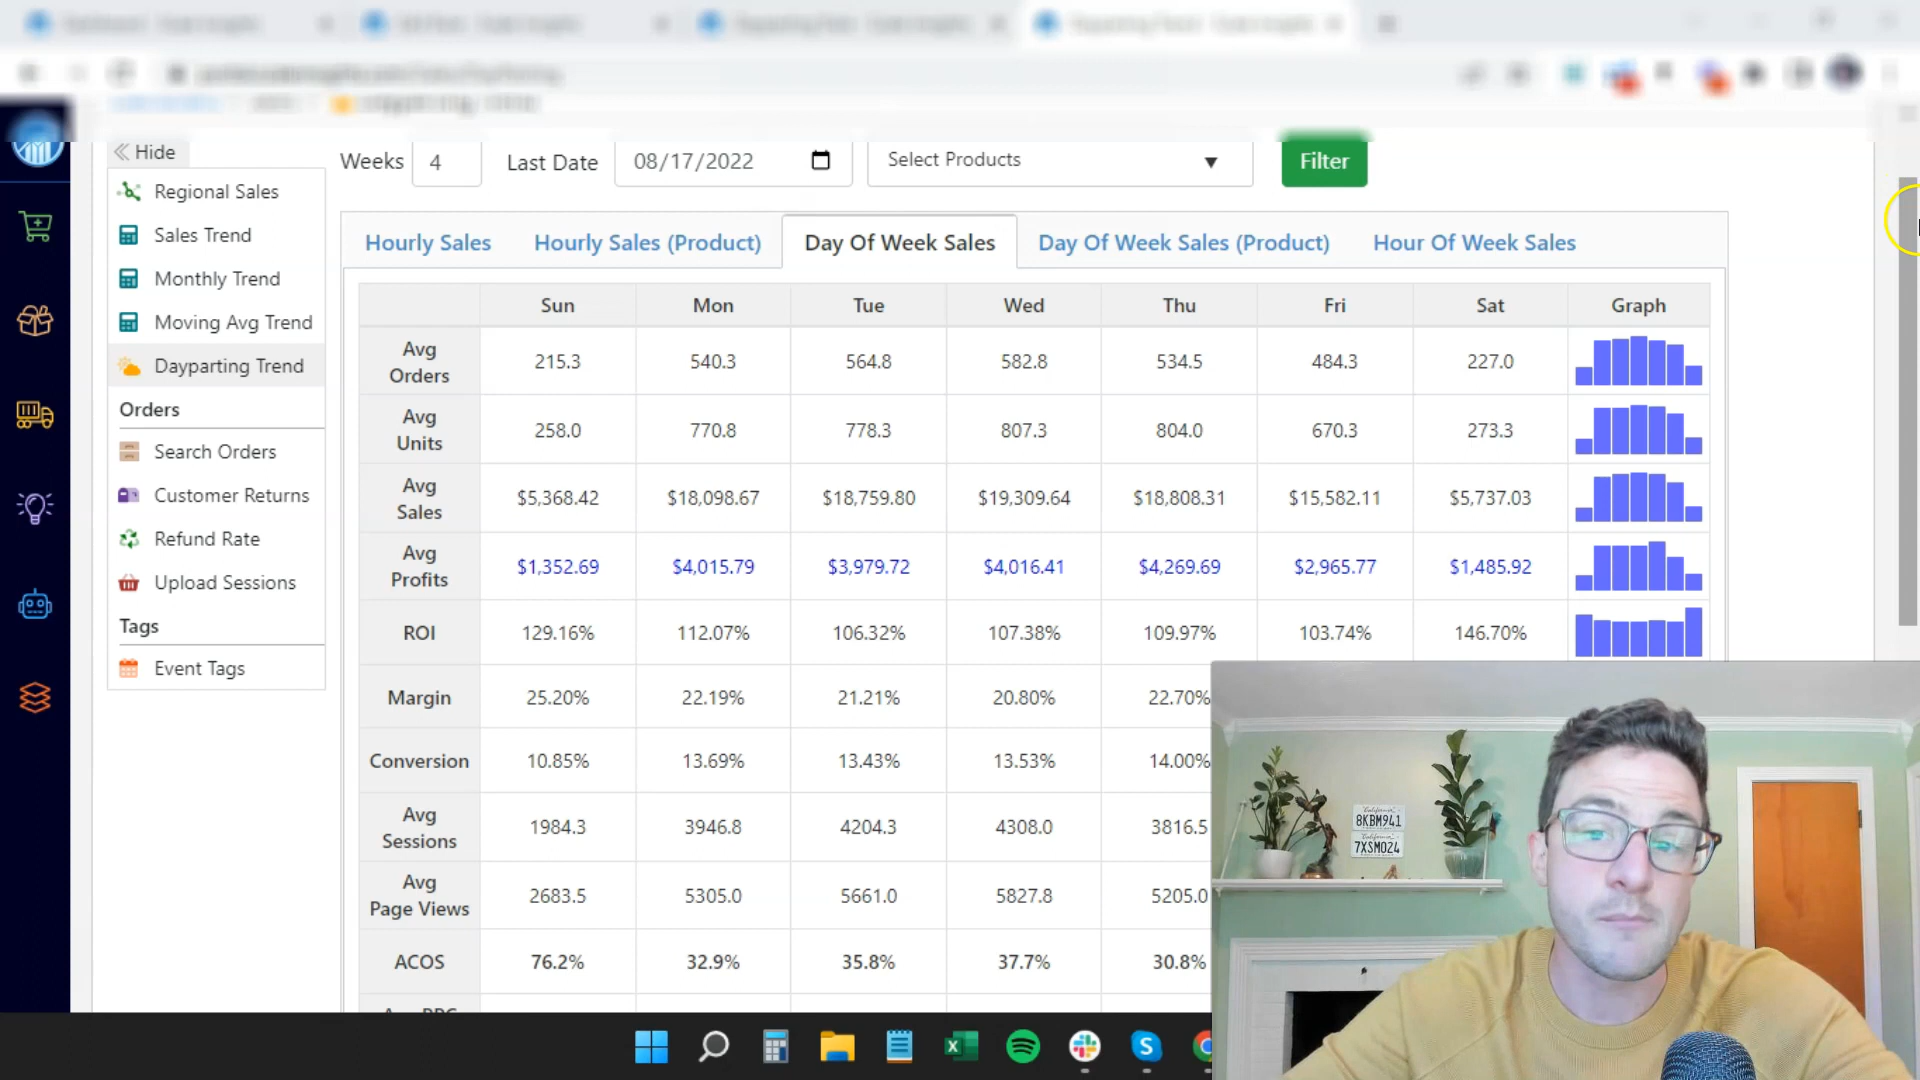 Hide
Weeks 4 Last Date 08/17/2022 Select Products Filter
Regional Sales
Sales Trend
Monthly Trend
Moving Avg Trend
Dayparting Trend
Orders
Search Orders
Customer Returns
Refund Rate
Upload Sessions
Tags
Event Tags
Hourly Sales Hourly Sales (Product) Day Of Week Sales Day Of Week Sales (Product) Hour Of Week Sales
Sun Mon Tue Wed Thu Fri Sat Graph
Avg Orders 215.3 540.3 564.8 582.8 534.5 484.3 227.0
Avg Units 258.0 770.8 778.3 807.3 804.0 670.3 273.3
Avg Sales $5,368.42 $18,098.67 $18,759.80 $19,309.64 $18,808.31 $15,582.11 $5,737.03
Avg Profits $1,352.69 $4,015.79 $3,979.72 $4,016.41 $4,269.69 $2,965.77 $1,485.92
ROI 129.16% 112.07% 106.32% 107.38% 109.97% 103.74% 146.70%
Margin 25.20% 22.19% 21.21% 20.80% 22.70%
Conversion 10.85% 13.69% 13.43% 13.53% 14.00%
Avg Sessions 1984.3 3946.8 4204.3 4308.0 3816.5
Avg Page Views 2683.5 5305.0 5661.0 5827.8 5205.0
ACOS 76.2% 32.9% 35.8% 37.7% 30.8%
California
8KBM941
California
7XSM024